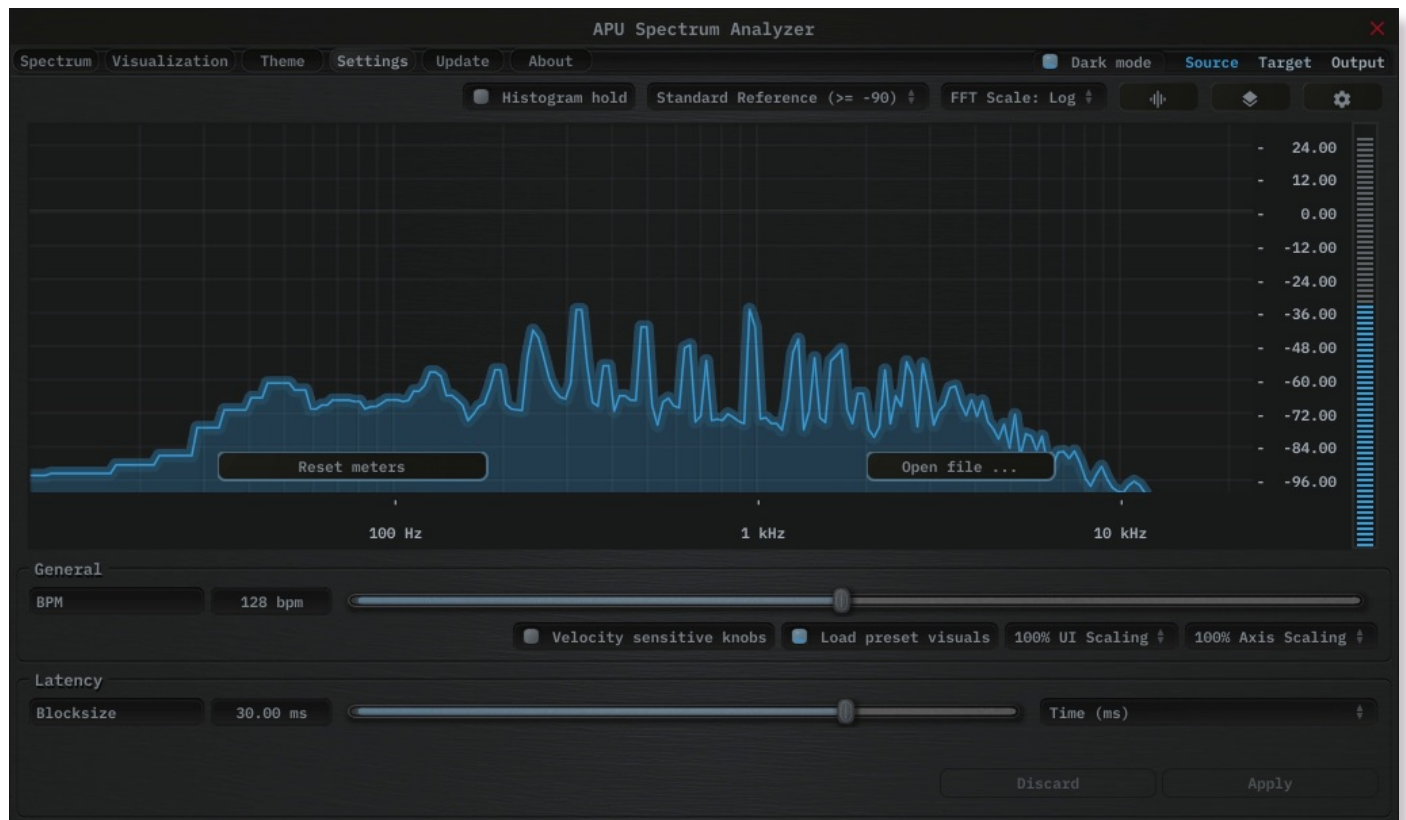 APU Spectrum Analyzer
Spectrum Visualization Theme Settings Update About Dark mode Source Target Output
Histogram hold Standard Reference (>= -90) FFT Scale: Log
- 24.00
- 12.00
- 0.00
- -12.00
- -24.00
- -36.00
- -48.00
- -60.00
- -72.00
- -84.00
Reset meters Open file ...
- -96.00
100 Hz 1 kHz 10 kHz
General
BPM 128 bpm
Velocity sensitive knobs Load preset visuals 100% UI Scaling 100% Axis Scaling
Latency
Blocksize 30.00 ms Time (ms)
Discard Apply